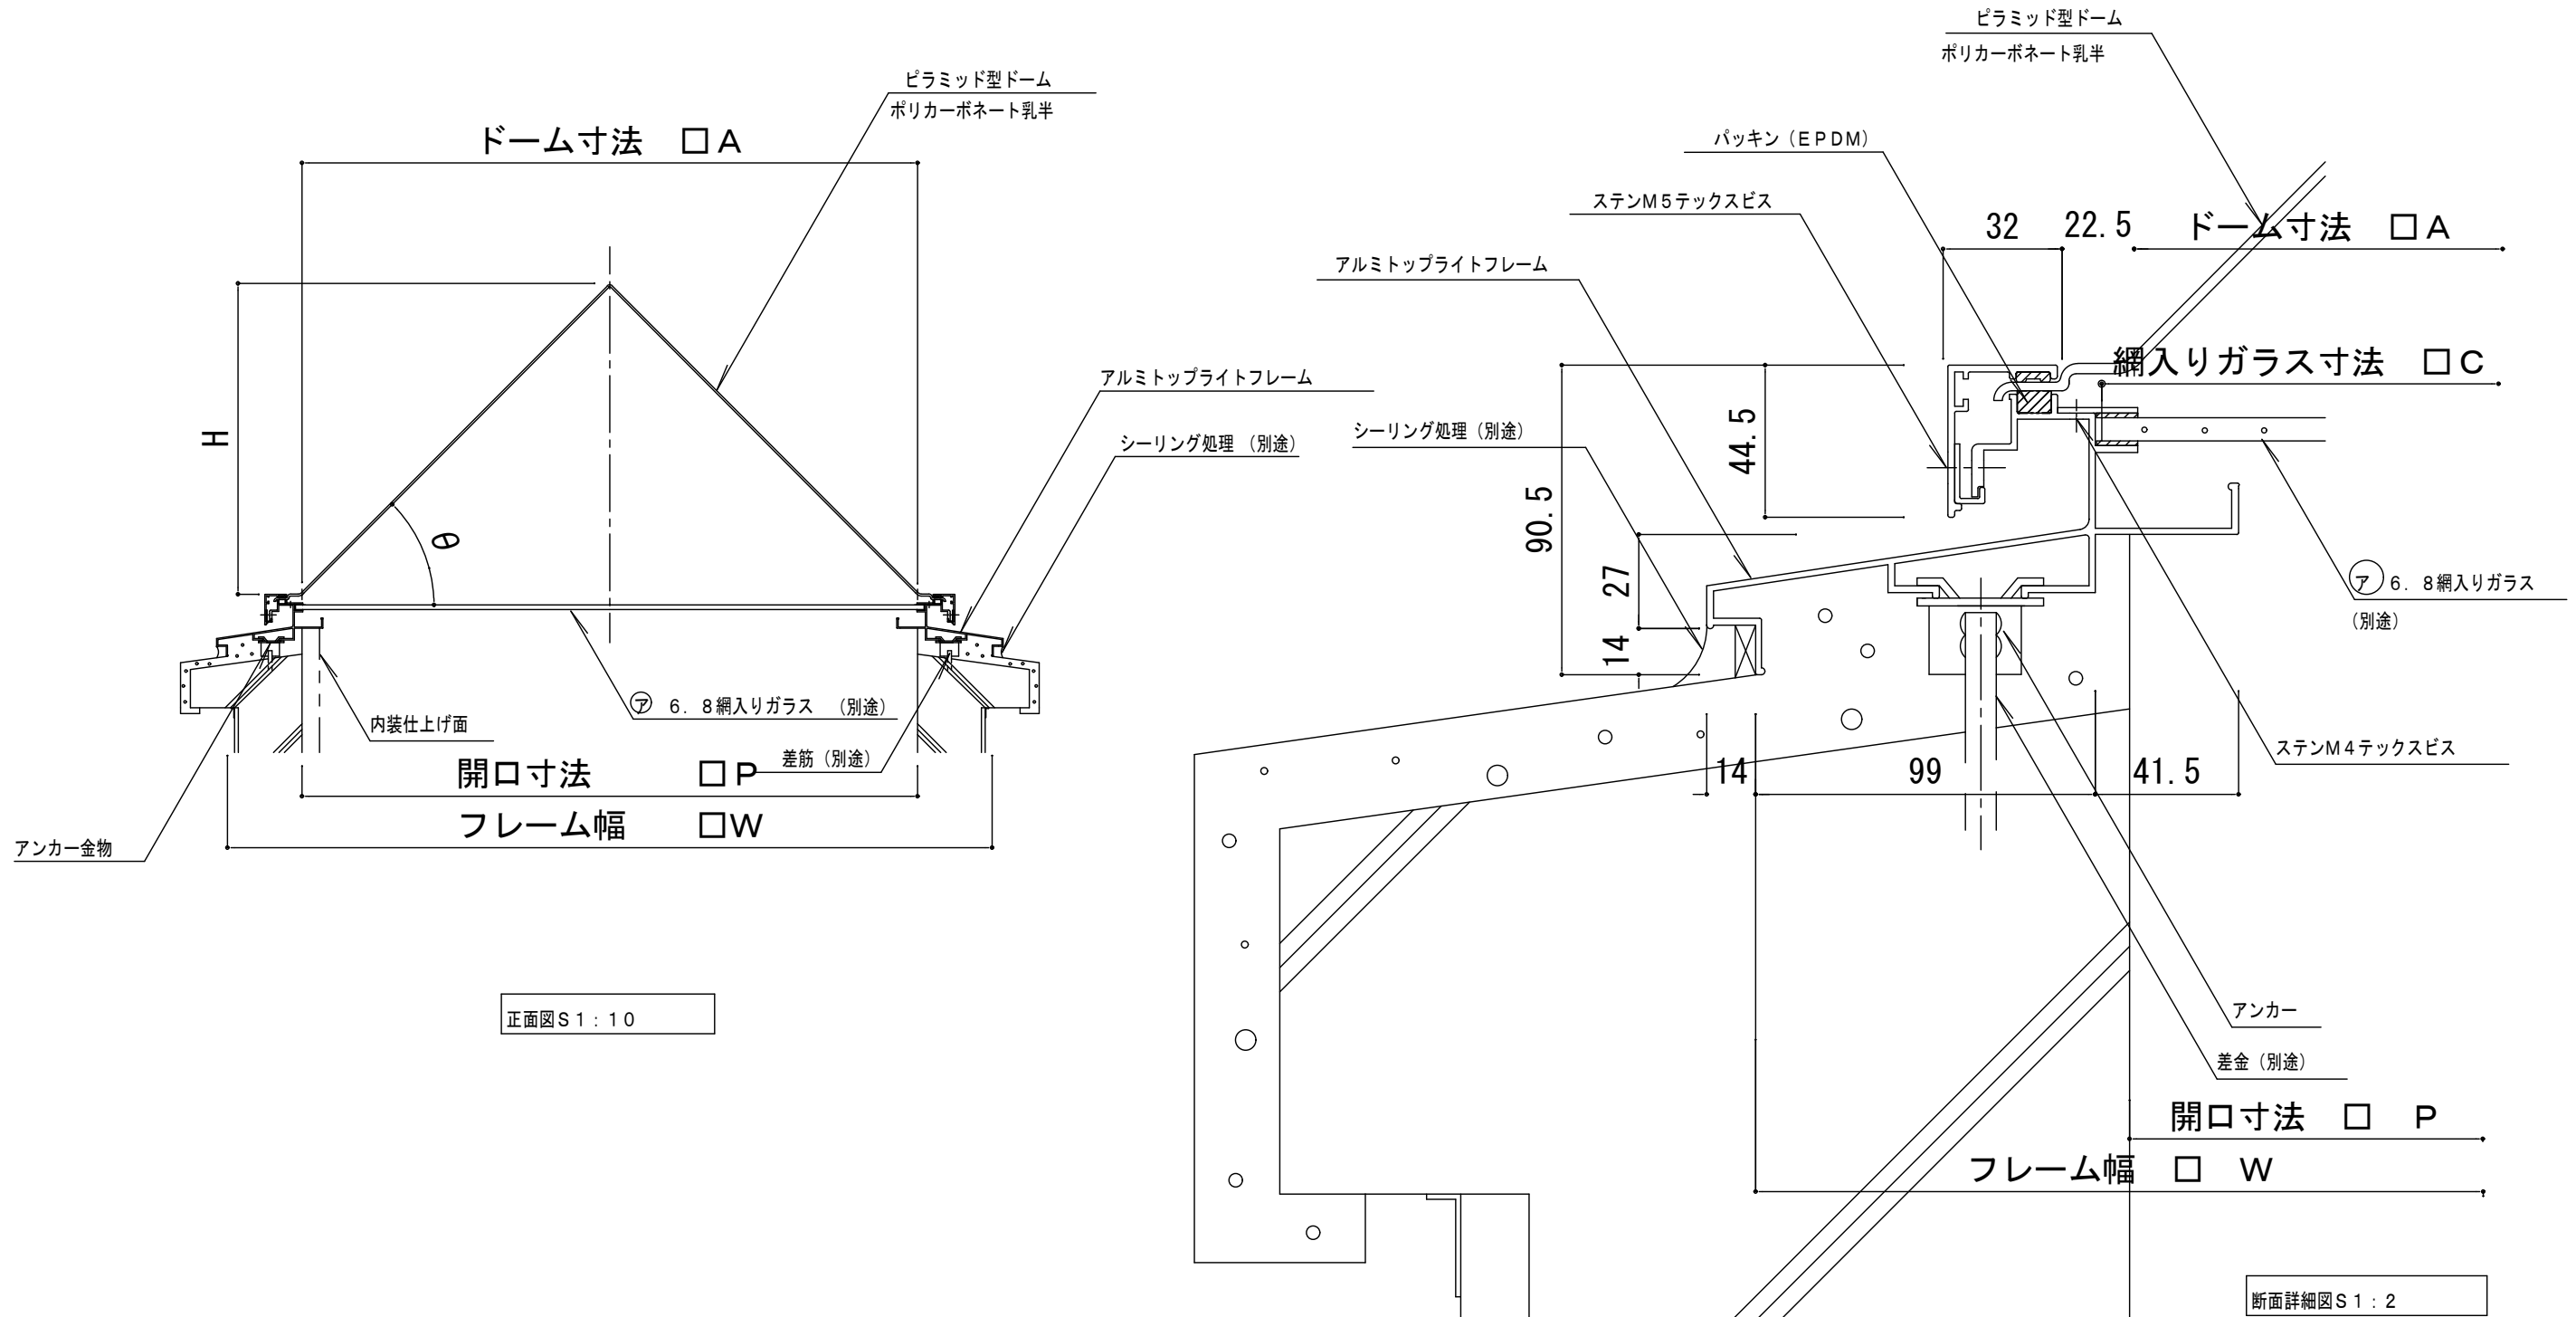 ピラミッド型ドーム
ポリカーボネート乳半
ドーム寸法 □A
H
θ
アルミトップライトフレーム
シーリング処理 (別途)
ア 6.8網入りガラス (別途)
内装仕上げ面
差筋 (別途)
開口寸法 □P
フレーム幅 □W
アンカー金物
正面図S1:10
ピラミッド型ドーム
ポリカーボネート乳半
パッキン (EPDM)
ステンM5テックスビス
32
22.5
ドーム寸法 □A
アルミトップライトフレーム
網入りガラス寸法 □C
シーリング処理 (別途)
44.5
90.5
27
14
ア 6.8網入りガラス
(別途)
ステンM4テックスビス
14
99
41.5
アンカー
差金 (別途)
開口寸法 □ P
フレーム幅 □ W
断面詳細図S1:2